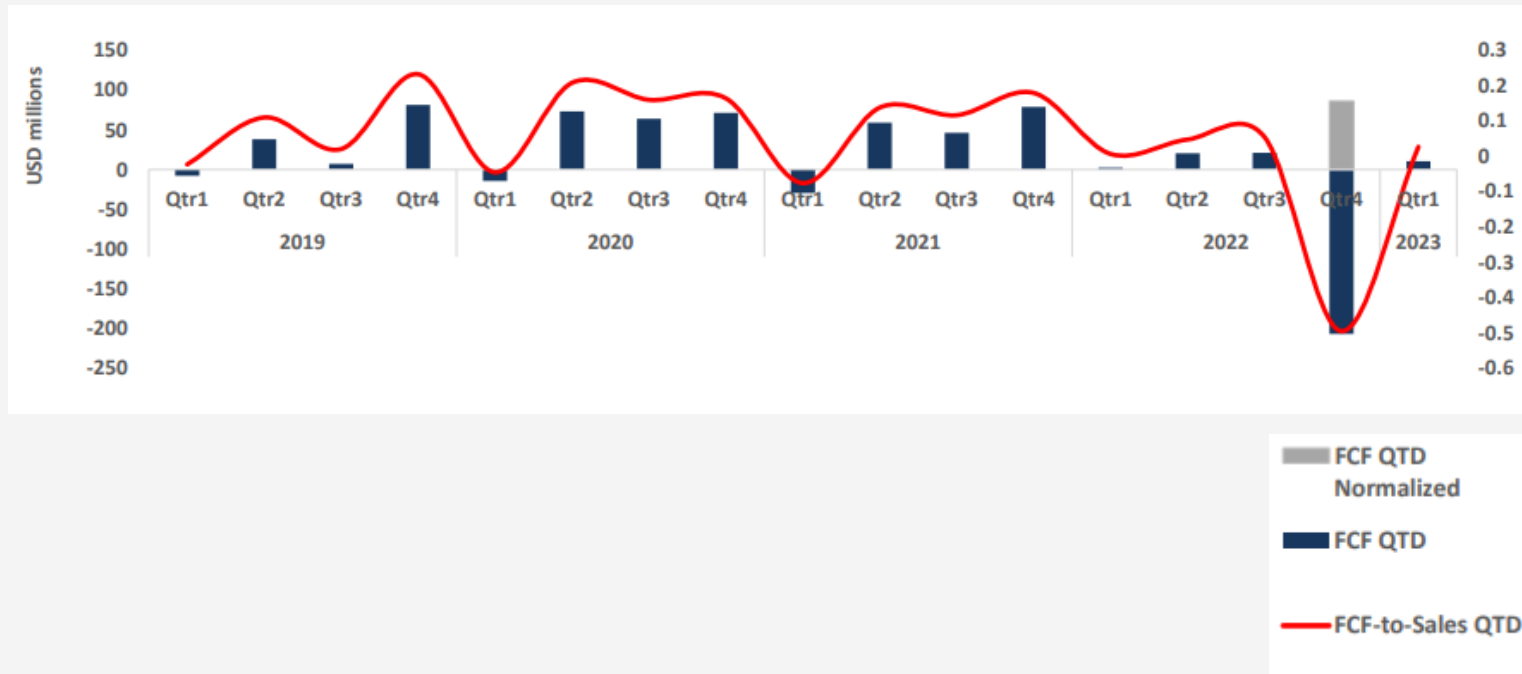 USD millions
150
100
50
0
-50
-100
-150
-200
-250
0.3
0.2
0.1
0
-0.1
-0.2
-0.3
-0.4
-0.5
-0.6
Qtr1 Qtr2 Qtr3 Qtr4 Qtr1 Qtr2 Qtr3 Qtr4 Qtr1 Qtr2 Qtr3 Qtr4 Qtr1 Qtr2 Qtr3 Qtr4 Qtr1
2019 2020 2021 2022 2023
FCF QTD
Normalized
FCF QTD
FCF-to-Sales QTD